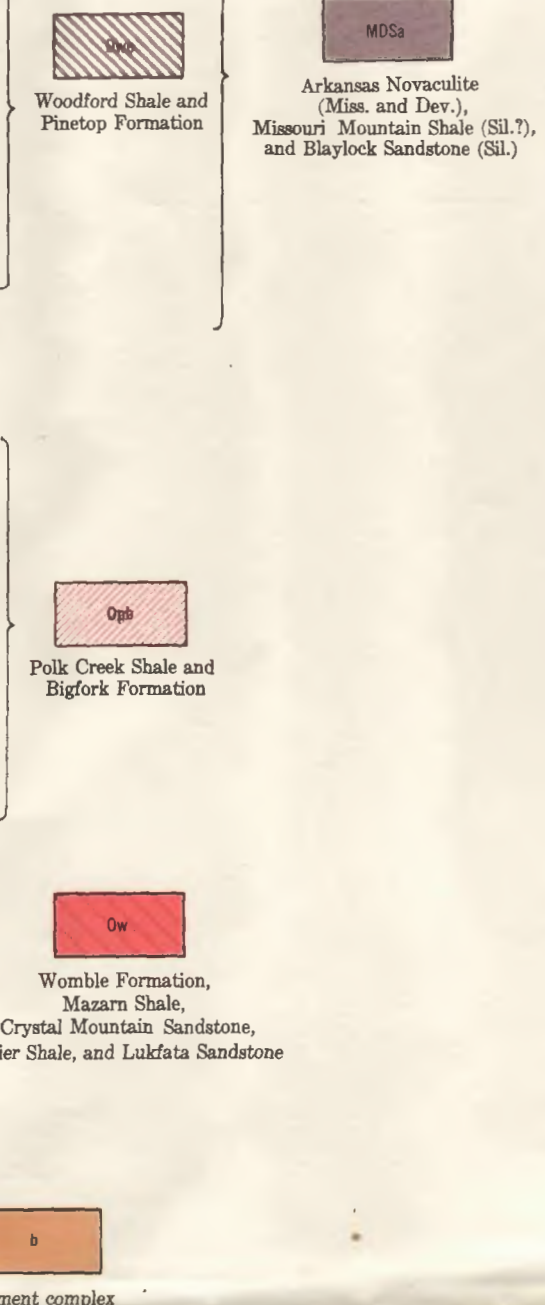 MDSa
Woodford Shale and
Pinetop Formation
Arkansas Novaculite
(Miss. and Dev.),
Missouri Mountain Shale (Sil.?),
and Blaylock Sandstone (Sil.)
Opb
Polk Creek Shale and
Bigfork Formation
Ow
Womble Formation,
Mazarn Shale,
Crystal Mountain Sandstone,
Shale, and Lukfata Sandstone
b
complex